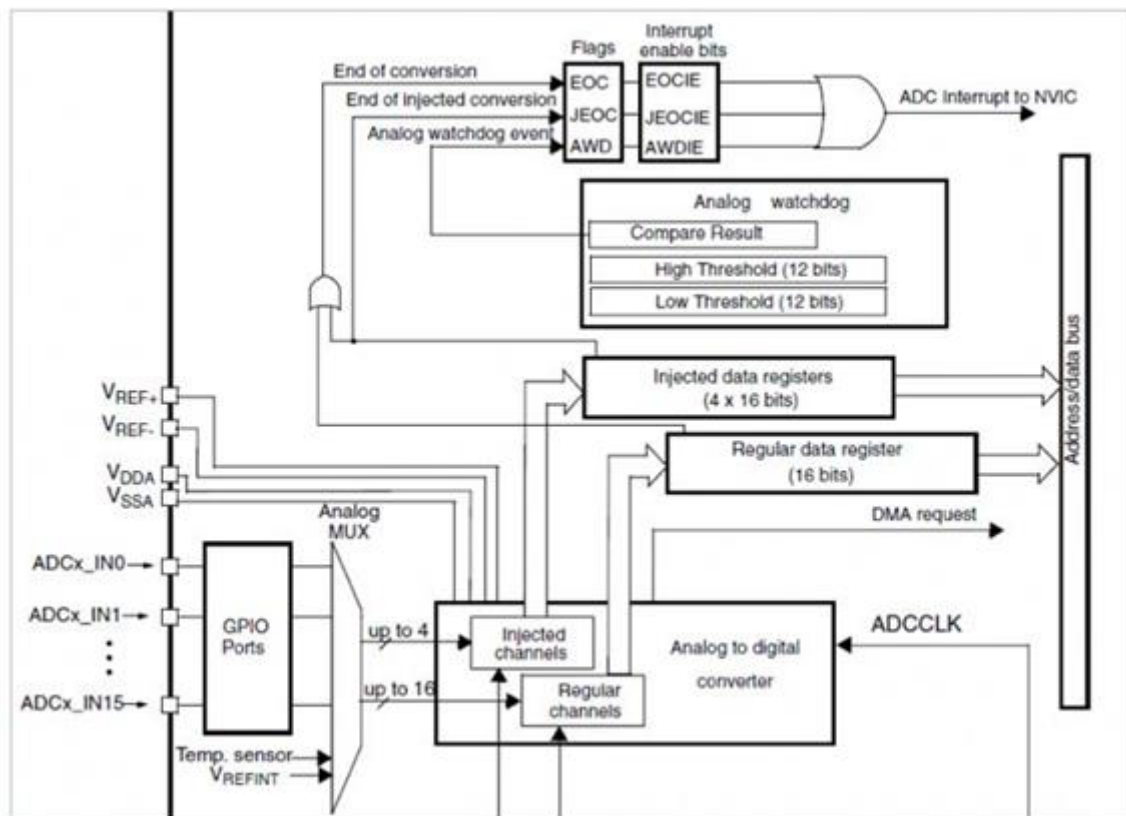 Flags
Interrupt
enable bits
End of conversion
EOC
EOCIE
End of injected conversion
JEOC
JEOCIE
ADC Interrupt to NVIC
Analog watchdog event
AWD
AWDIE
Analog watchdog
Compare Result
High Threshold (12 bits)
Low Threshold (12 bits)
Address/data bus
Injected data registers
(4 x 16 bits)
Regular data register
(16 bits)
VREF+
VREF-
VDDA
VSSA
Analog
MUX
DMA request
ADCx_IN0
ADCx_IN1
ADCx_IN15
GPIO
Ports
up to 4
up to 16
Injected
channels
Regular
channels
Analog to digital
converter
ADCCLK
Temp. sensor
VREFINT